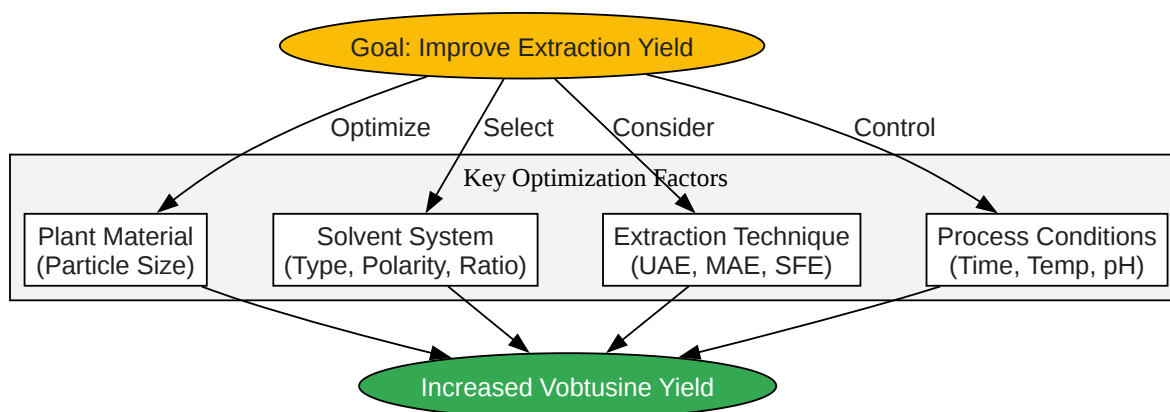 Goal: Improve Extraction Yield
Optimize
Select
Consider
Control
Key Optimization Factors
Plant Material
(Particle Size)
Solvent System
(Type, Polarity, Ratio)
Extraction Technique
(UAE, MAE, SFE)
Process Conditions
(Time, Temp, pH)
Increased Vobtusine Yield